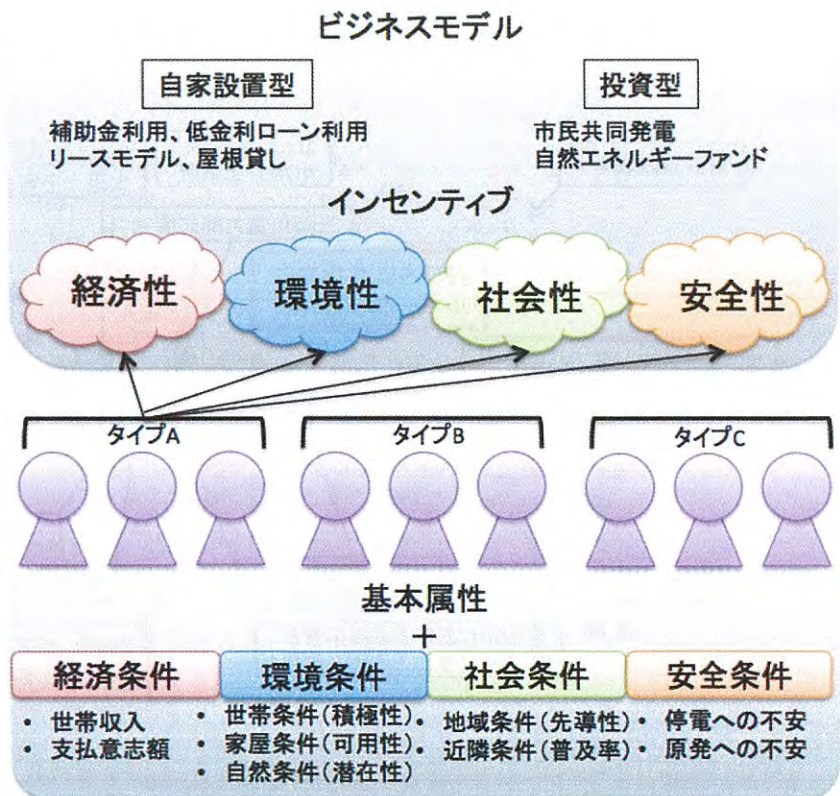 ビジネスモデル
自家設置型
投資型
補助金利用、低金利ローン利用
リースモデル、屋根貸し
市民共同発電
自然エネルギーファンド
インセンティブ
経済性
環境性
社会性
安全性
タイプA
タイプB
タイプC
基本属性
+
経済条件
環境条件
社会条件
安全条件
• 世帯収入
• 支払意志額
• 世帯条件(積極性)
• 家屋条件(可用性)
• 自然条件(潜在性)
• 地域条件(先導性)
• 近隣条件(普及率)
• 停電への不安
• 原発への不安